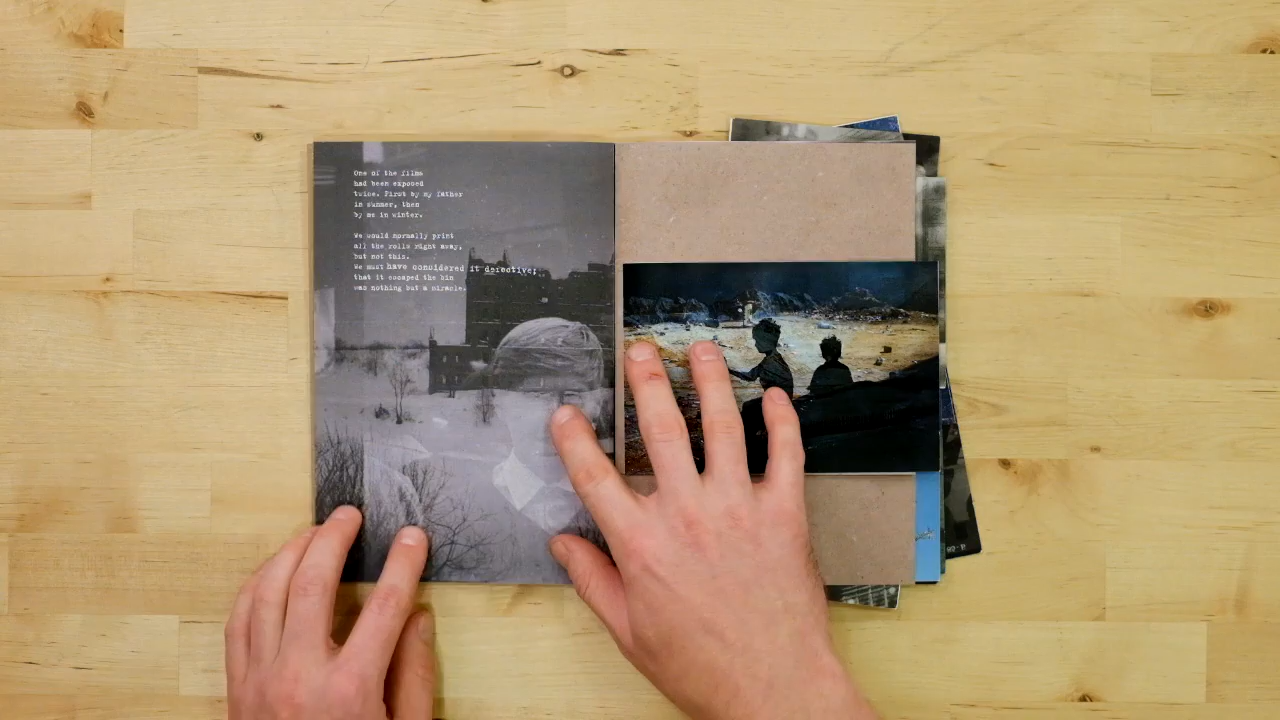 One of the films
had been exposed
twice. First by my father
in summer, then
by me in winter.
We would normally print
all the rolls right away,
but not this.
We must have considered it defective;
that it escaped the bin
was nothing but a miracle.